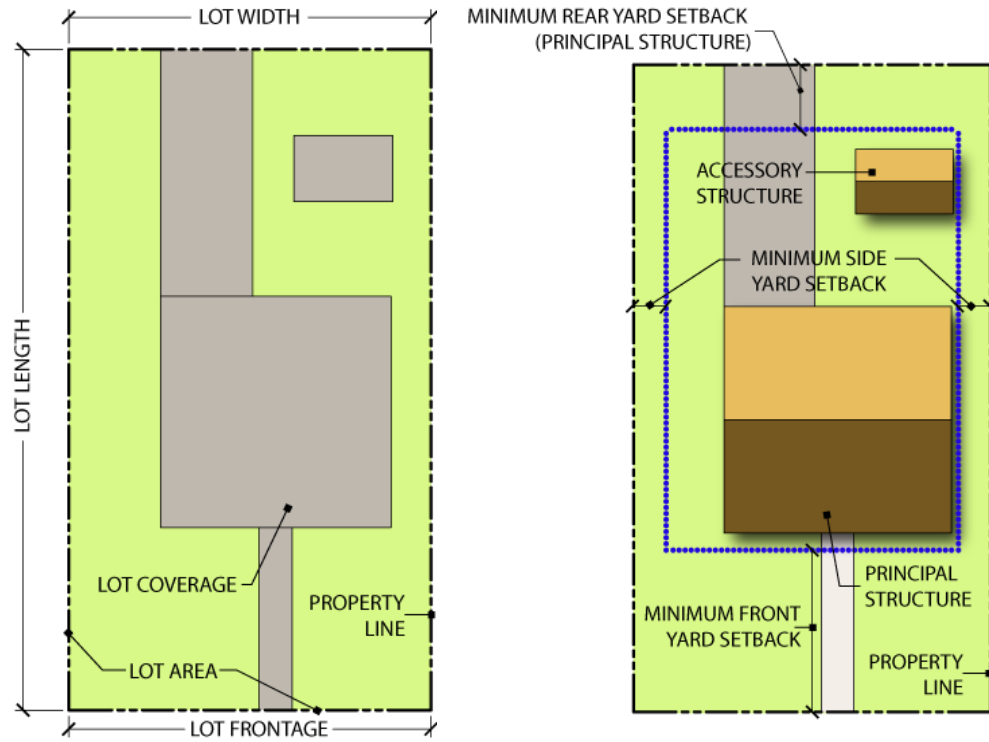 LOT WIDTH
LOT LENGTH
LOT COVERAGE
PROPERTY
LINE
LOT AREA
LOT FRONTAGE
MINIMUM REAR YARD SETBACK
(PRINCIPAL STRUCTURE)
ACCESSORY
STRUCTURE
MINIMUM SIDE
YARD SETBACK
PRINCIPAL
STRUCTURE
MINIMUM FRONT
YARD SETBACK
PROPERTY
LINE